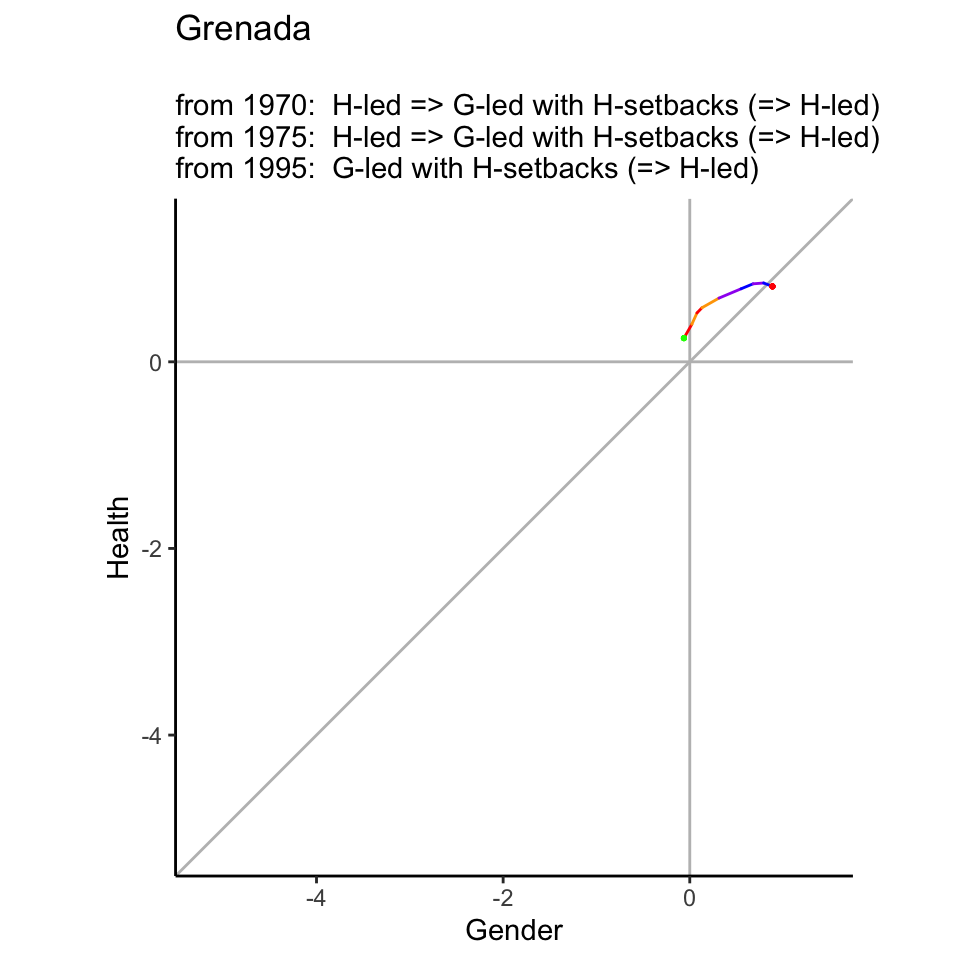 Grenada
from 1970:  H-led => G-led with H-setbacks (=> H-led)
from 1975:  H-led => G-led with H-setbacks (=> H-led)
from 1995:  G-led with H-setbacks (=> H-led)
0
Health
-2
-4
-4 -2 0
Gender